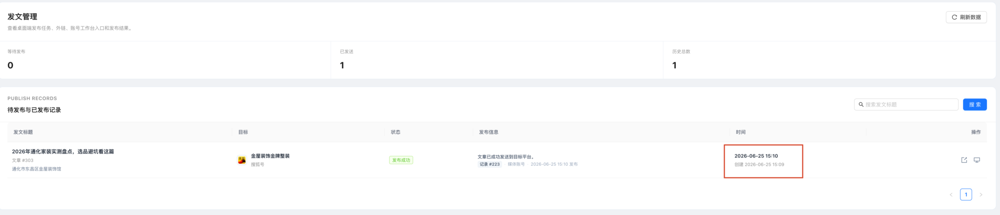 发文管理
刷新数据
查看桌面端发布任务、外链、账号工作台入口和发布结果。
等待发布
已发送
历史总数
0
1
1
PUBLISH RECORDS
待发布与已发布记录
搜索发文标题
搜 索
发文标题
目标
状态
发布信息
时间
操作
2026年通化家装实测盘点，选品避坑看这篇
文章 #303
通化市东昌区金屋装饰馆
金屋装饰金牌整装
搜狐号
发布成功
文章已成功发送到目标平台。
记录 #223 · 媒体账号 · 2026-06-25 15:10 发布
2026-06-25 15:10
创建 2026-06-25 15:09
1